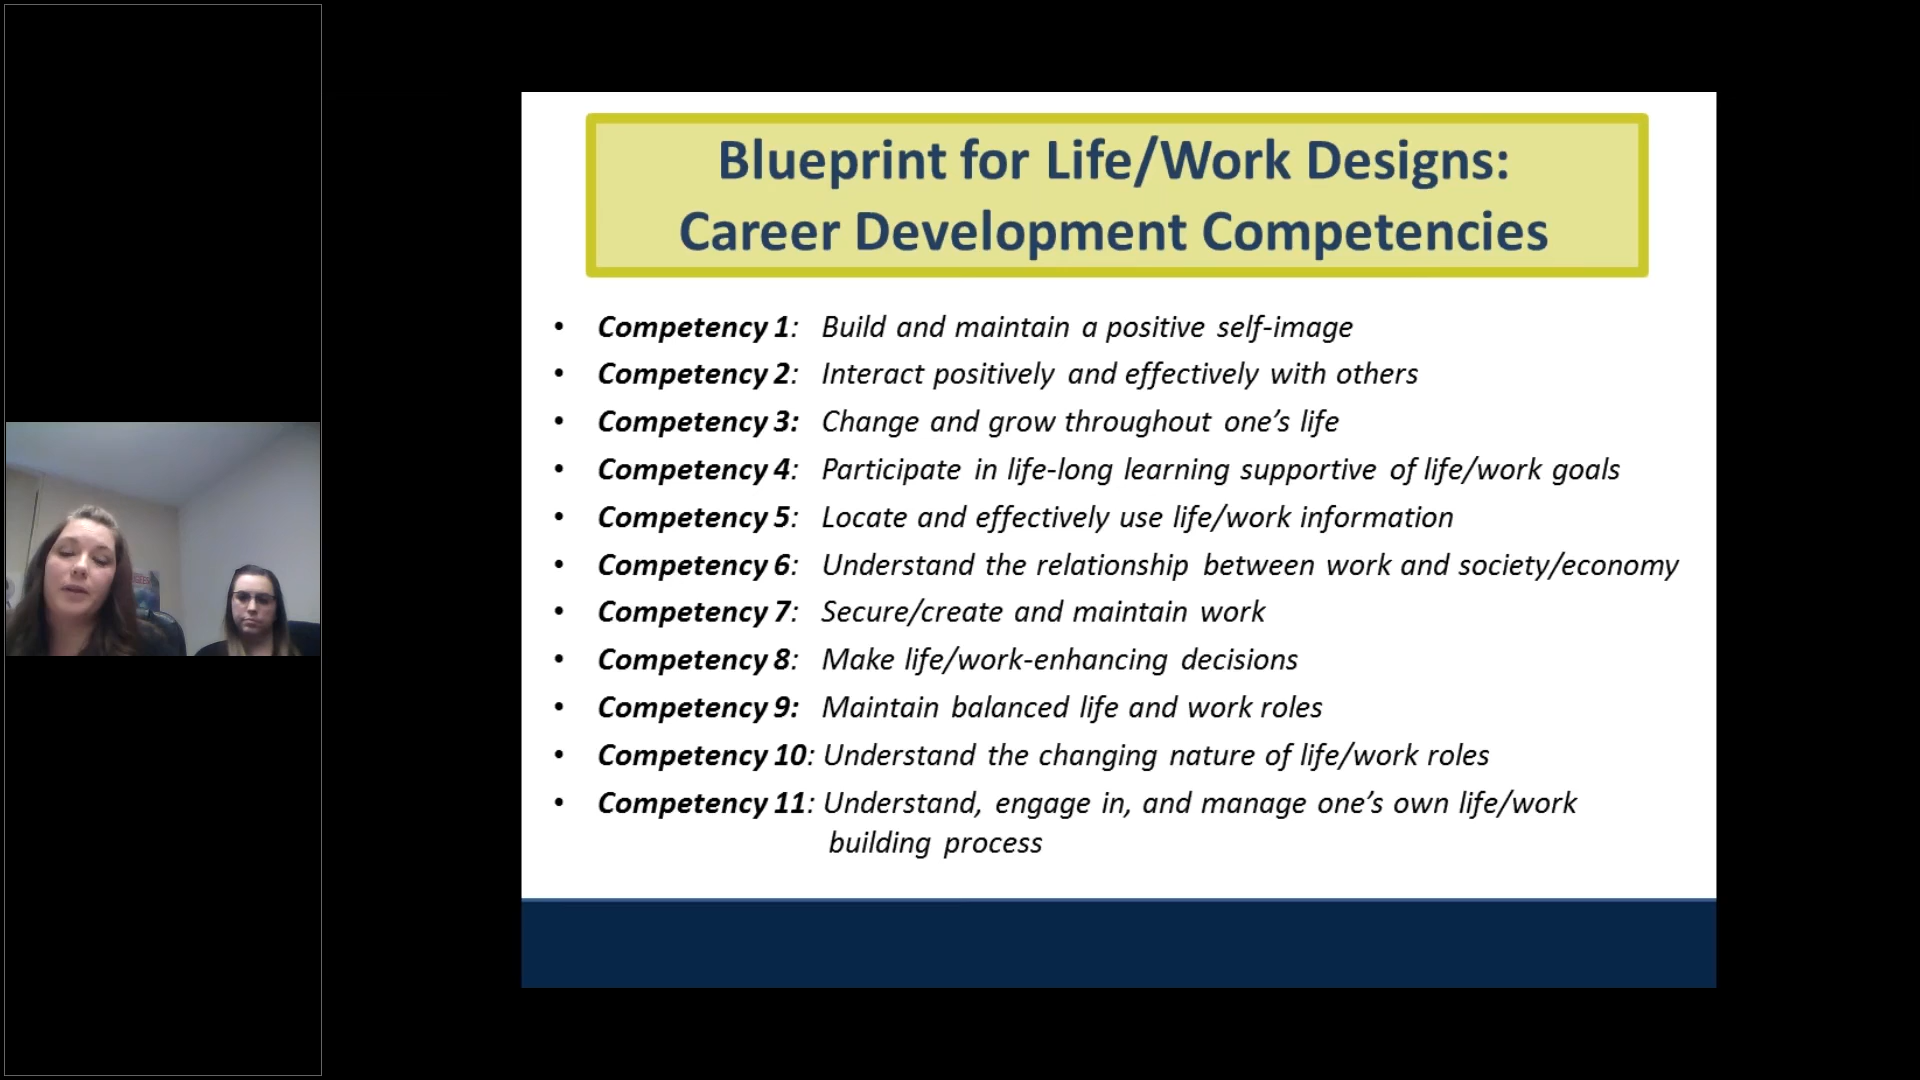 Blueprint for Life/Work Designs:
Career Development Competencies
• Competency 1: Build and maintain a positive self-image
• Competency 2: Interact positively and effectively with others
• Competency 3: Change and grow throughout one’s life
• Competency 4: Participate in life-long learning supportive of life/work goals
• Competency 5: Locate and effectively use life/work information
• Competency 6: Understand the relationship between work and society/economy
• Competency 7: Secure/create and maintain work
• Competency 8: Make life/work-enhancing decisions
• Competency 9: Maintain balanced life and work roles
• Competency 10: Understand the changing nature of life/work roles
• Competency 11: Understand, engage in, and manage one’s own life/work
building process